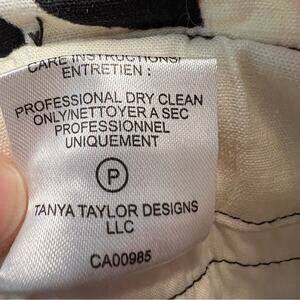 CARE INSTRUCTIONS/
ENTRETIEN :
PROFESSIONAL DRY CLEAN
ONLY/NETTOYER A SEC
PROFESSIONNEL
UNIQUEMENT
P
TANYA TAYLOR DESIGNS
LLC
CA00985